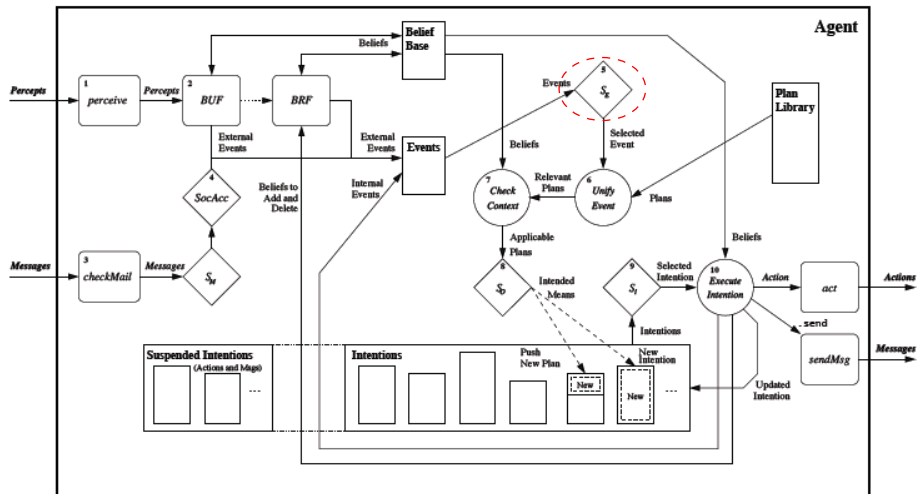 Agent
Belief
Base
Beliefs
1
perceive
2
BUF
BRF
Percepts
Percepts
5
S_E
Events
Plan
Library
External
Events
External
Events
Events
Selected
Event
4
SocAcc
Beliefs to
Add and
Delete
Internal
Events
Beliefs
7
Check
Context
Relevant
Plans
6
Unify
Event
Plans
Messages
3
checkMail
Messages
S_M
Applicable
Plans
8
S_O
Intended
Means
9
S_I
Selected
Intention
Beliefs
10
Execute
Intention
Action
act
Actions
.send
sendMsg
Messages
Intentions
Suspended Intentions
(Actions and Msgs)
...
Intentions
Push
New Plan
New
New
Intention
New
...
Updated
Intention